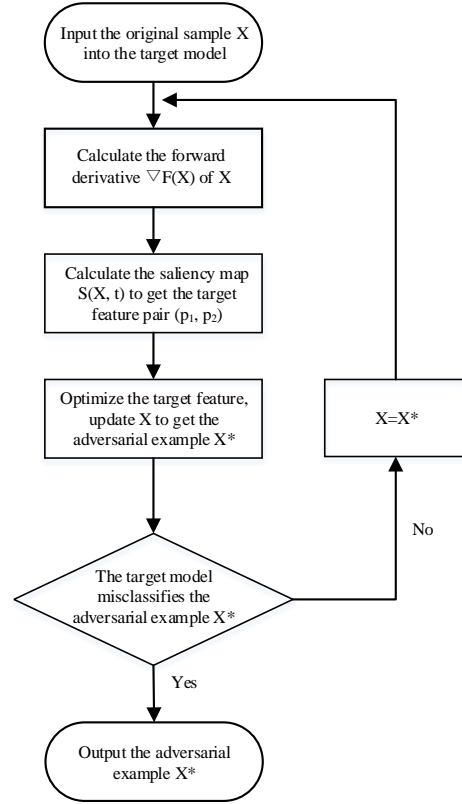 Input the original sample X
into the target model
Calculate the forward
derivative ▽F(X) of X
Calculate the saliency map
S(X, t) to get the target
feature pair (p₁, p₂)
Optimize the target feature,
update X to get the
adversarial example X*
X=X*
No
The target model
misclassifies the
adversarial example X*
Yes
Output the adversarial
example X*